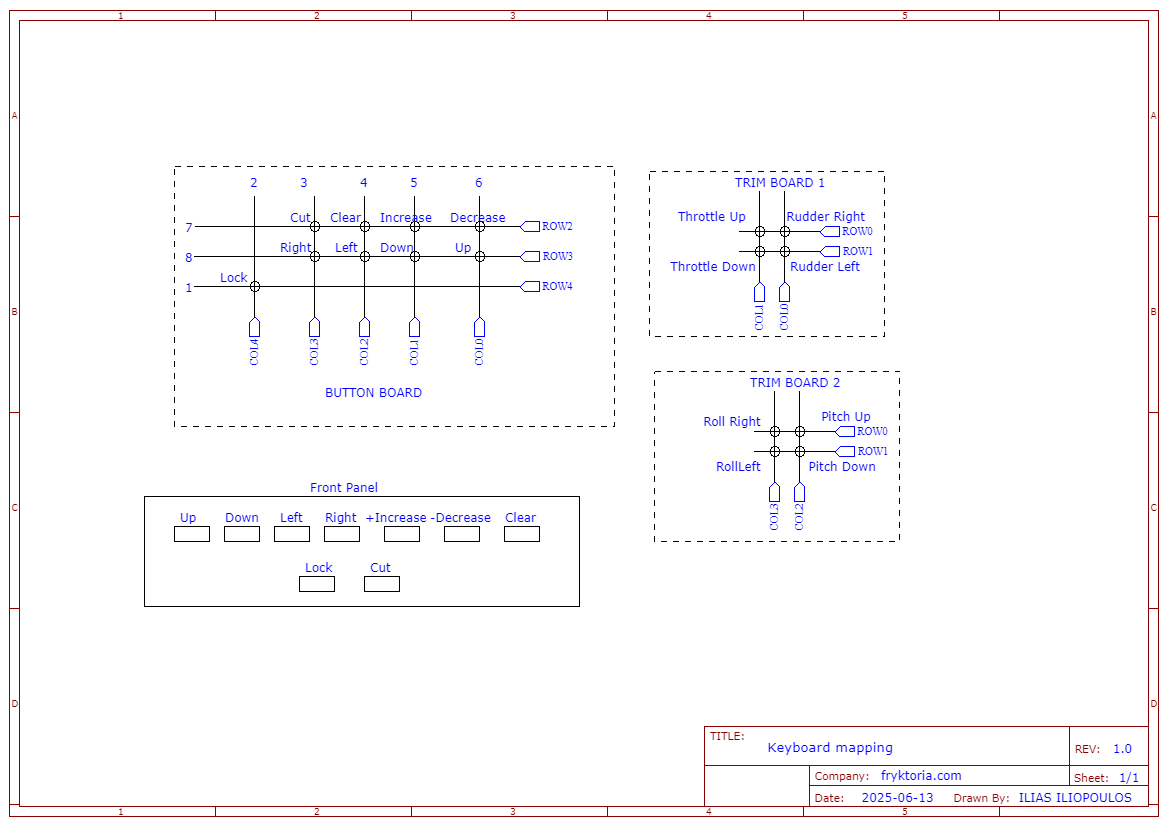 1 2 3 4 5
A A
B B
C C
D D
2 3 4 5 6
7 Cut Clear Increase Decrease ROW2
8 Right Left Down Up ROW3
1 Lock ROW4
COL4 COL3 COL2 COL1 COL0
BUTTON BOARD
TRIM BOARD 1
Throttle Up Rudder Right
ROW0
ROW1
Throttle Down Rudder Left
COL1 COL0
TRIM BOARD 2
Roll Right Pitch Up
ROW0
ROW1
RollLeft Pitch Down
COL3 COL2
Front Panel
Up Down Left Right +Increase -Decrease Clear
Lock Cut
TITLE:
Keyboard mapping
REV: 1.0
Company: fryktoria.com
Sheet: 1/1
Date: 2025-06-13 Drawn By: ILIAS ILIOPOULOS
1 2 3 4 5